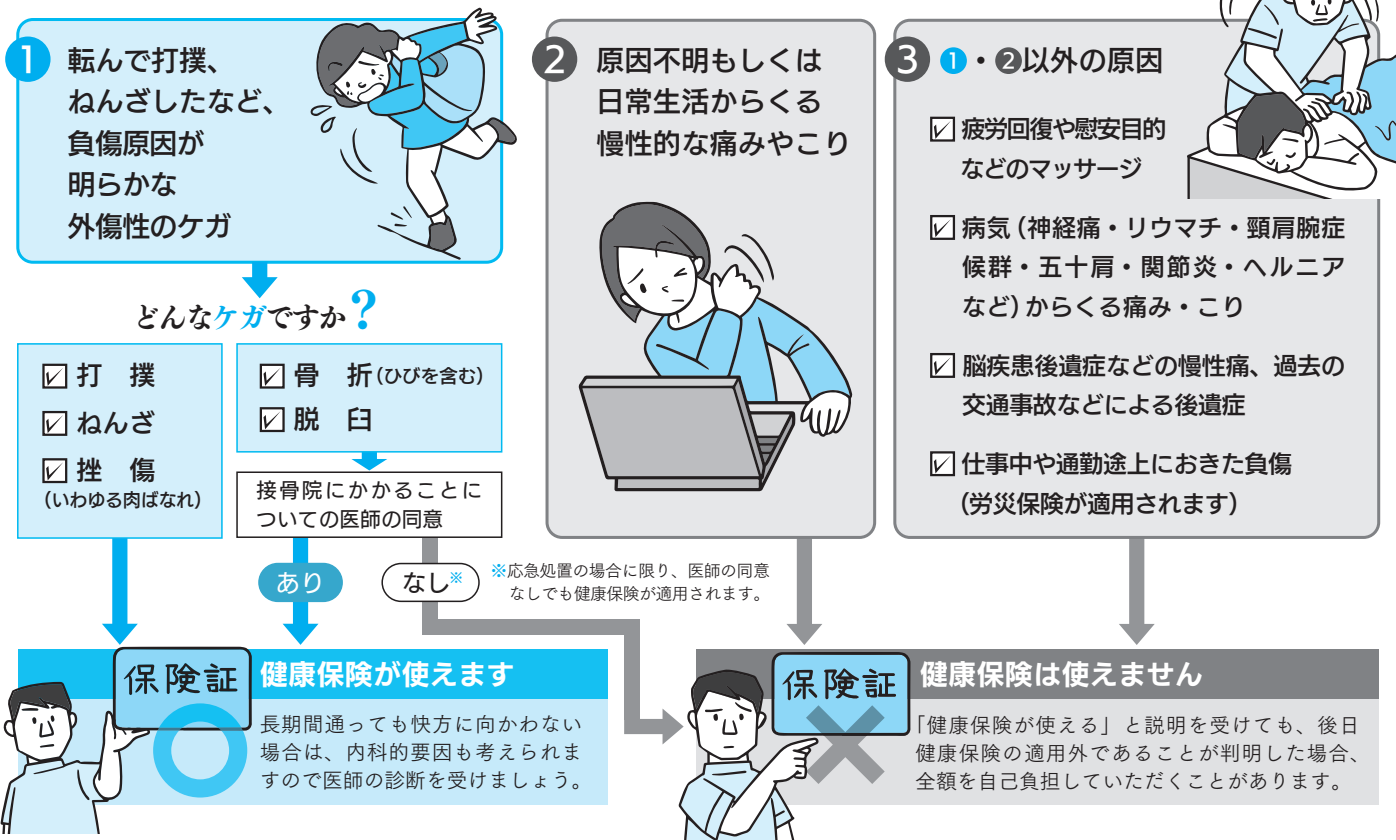 1 転んで打撲、
ねんざしたなど、
負傷原因が
明らかな
外傷性のケガ
どんなケガですか?
打　撲
ねんざ
挫　傷
(いわゆる肉ばなれ)
骨　折(ひびを含む)
脱　臼
接骨院にかかることに
ついての医師の同意
あり
なし※
※応急処置の場合に限り、医師の同意
なしでも健康保険が適用されます。
2 原因不明もしくは
日常生活からくる
慢性的な痛みやこり
3 1・2以外の原因
疲労回復や慰安目的
などのマッサージ
病気(神経痛・リウマチ・頸肩腕症
候群・五十肩・関節炎・ヘルニア
など)からくる痛み・こり
脳疾患後遺症などの慢性痛、過去の
交通事故などによる後遺症
仕事中や通勤途上におきた負傷
(労災保険が適用されます)
保険証
健康保険が使えます
長期間通っても快方に向かわない
場合は、内科的要因も考えられま
すので医師の診断を受けましょう。
保険証
健康保険は使えません
「健康保険が使える」と説明を受けても、後日
健康保険の適用外であることが判明した場合、
全額を自己負担していただくことがあります。